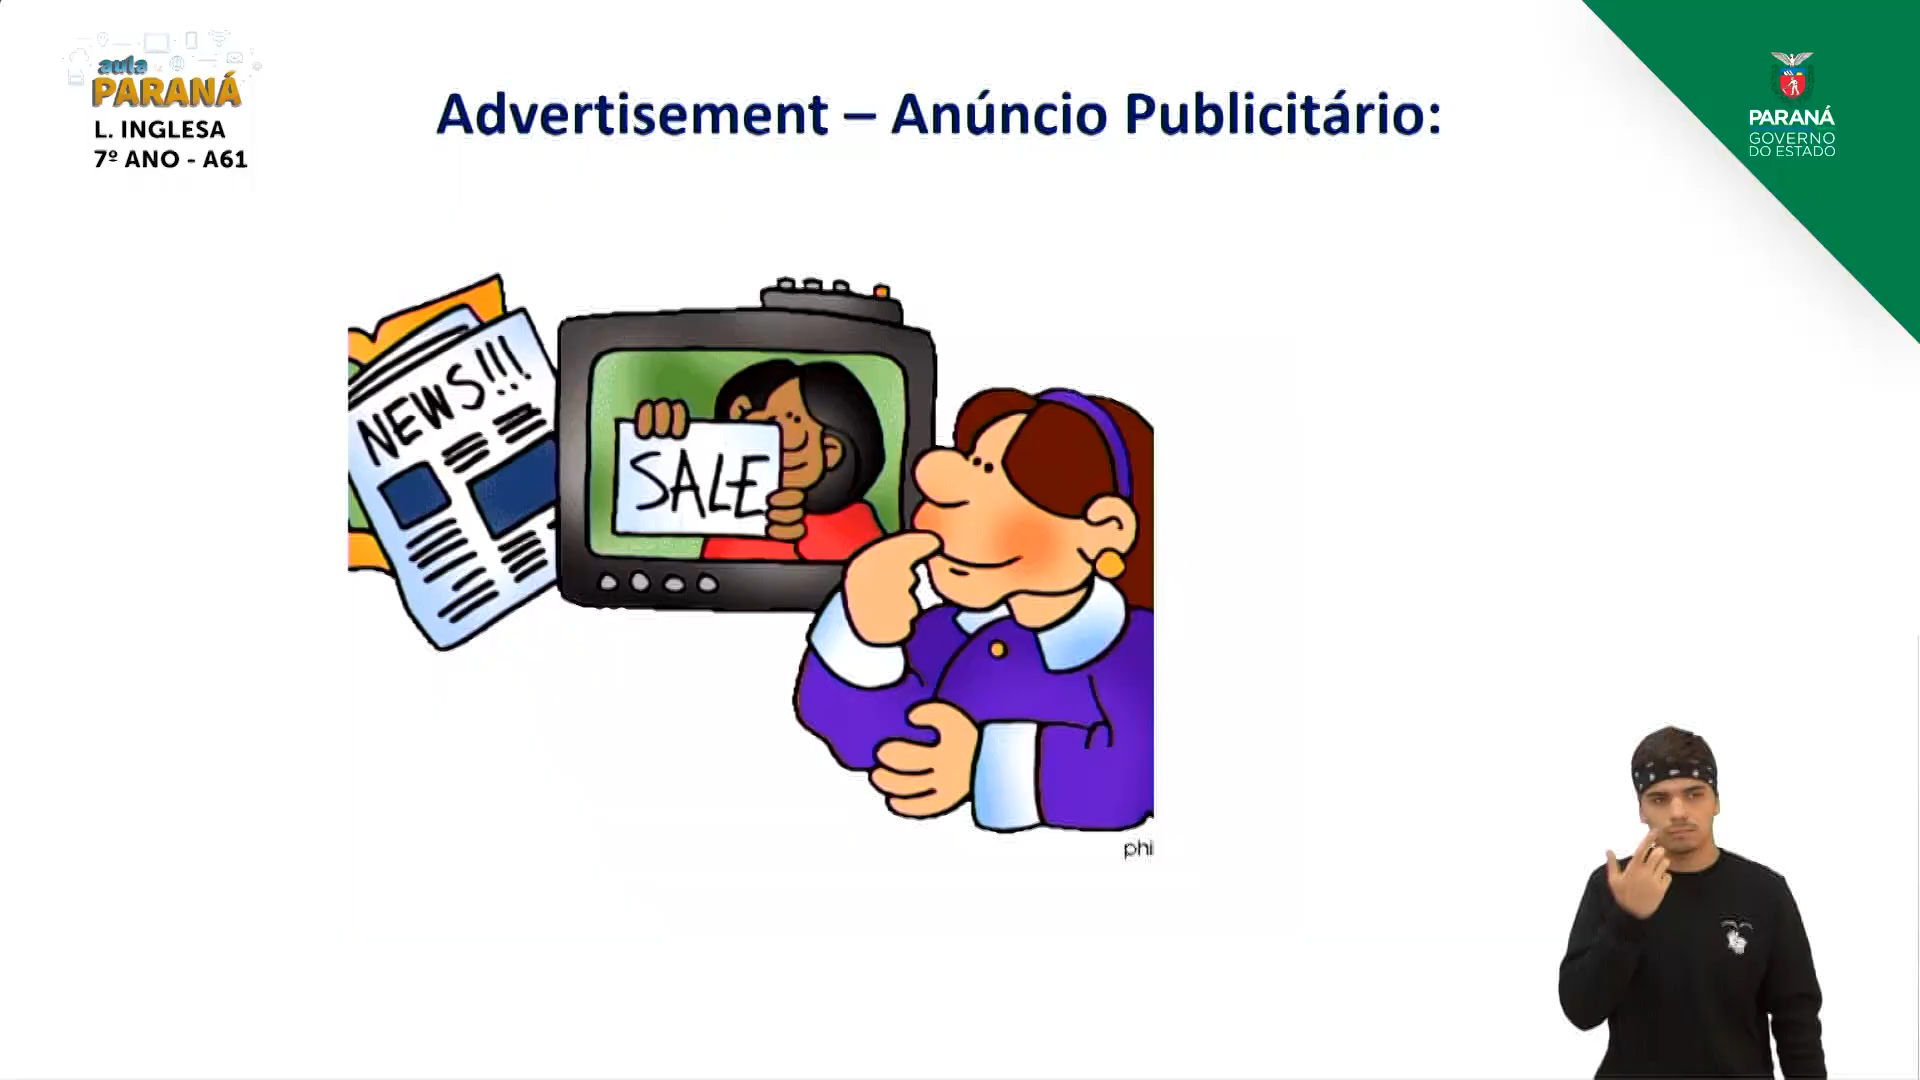 aula
PARANÁ
L. INGLESA
7º ANO - A61
Advertisement – Anúncio Publicitário:
PARANÁ
GOVERNO
DO ESTADO
NEWS!!!
SALE
phi